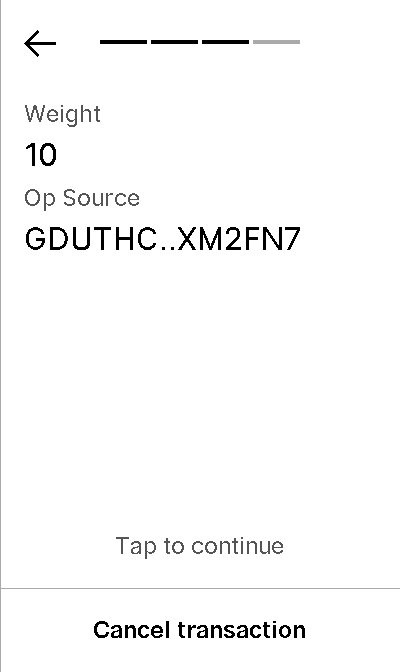 Weight
10
Op Source
GDUTHC..XM2FN7
Tap to continue
Cancel transaction